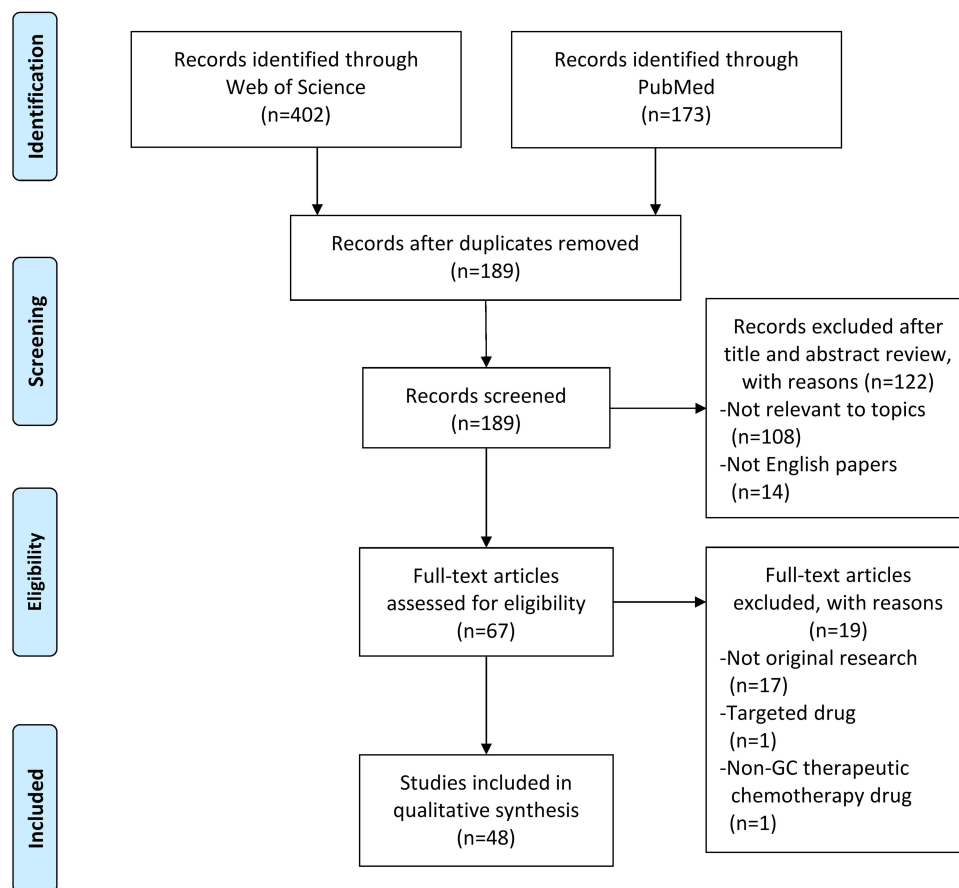 Identification
Records identified through
Web of Science
(n=402)
Records identified through
PubMed
(n=173)
Records after duplicates removed
(n=189)
Screening
Records screened
(n=189)
Records excluded after
title and abstract review,
with reasons (n=122)
-Not relevant to topics
(n=108)
-Not English papers
(n=14)
Eligibility
Full-text articles
assessed for eligibility
(n=67)
Full-text articles
excluded, with reasons
(n=19)
-Not original research
(n=17)
-Targeted drug
(n=1)
-Non-GC therapeutic
chemotherapy drug
(n=1)
Included
Studies included in
qualitative synthesis
(n=48)